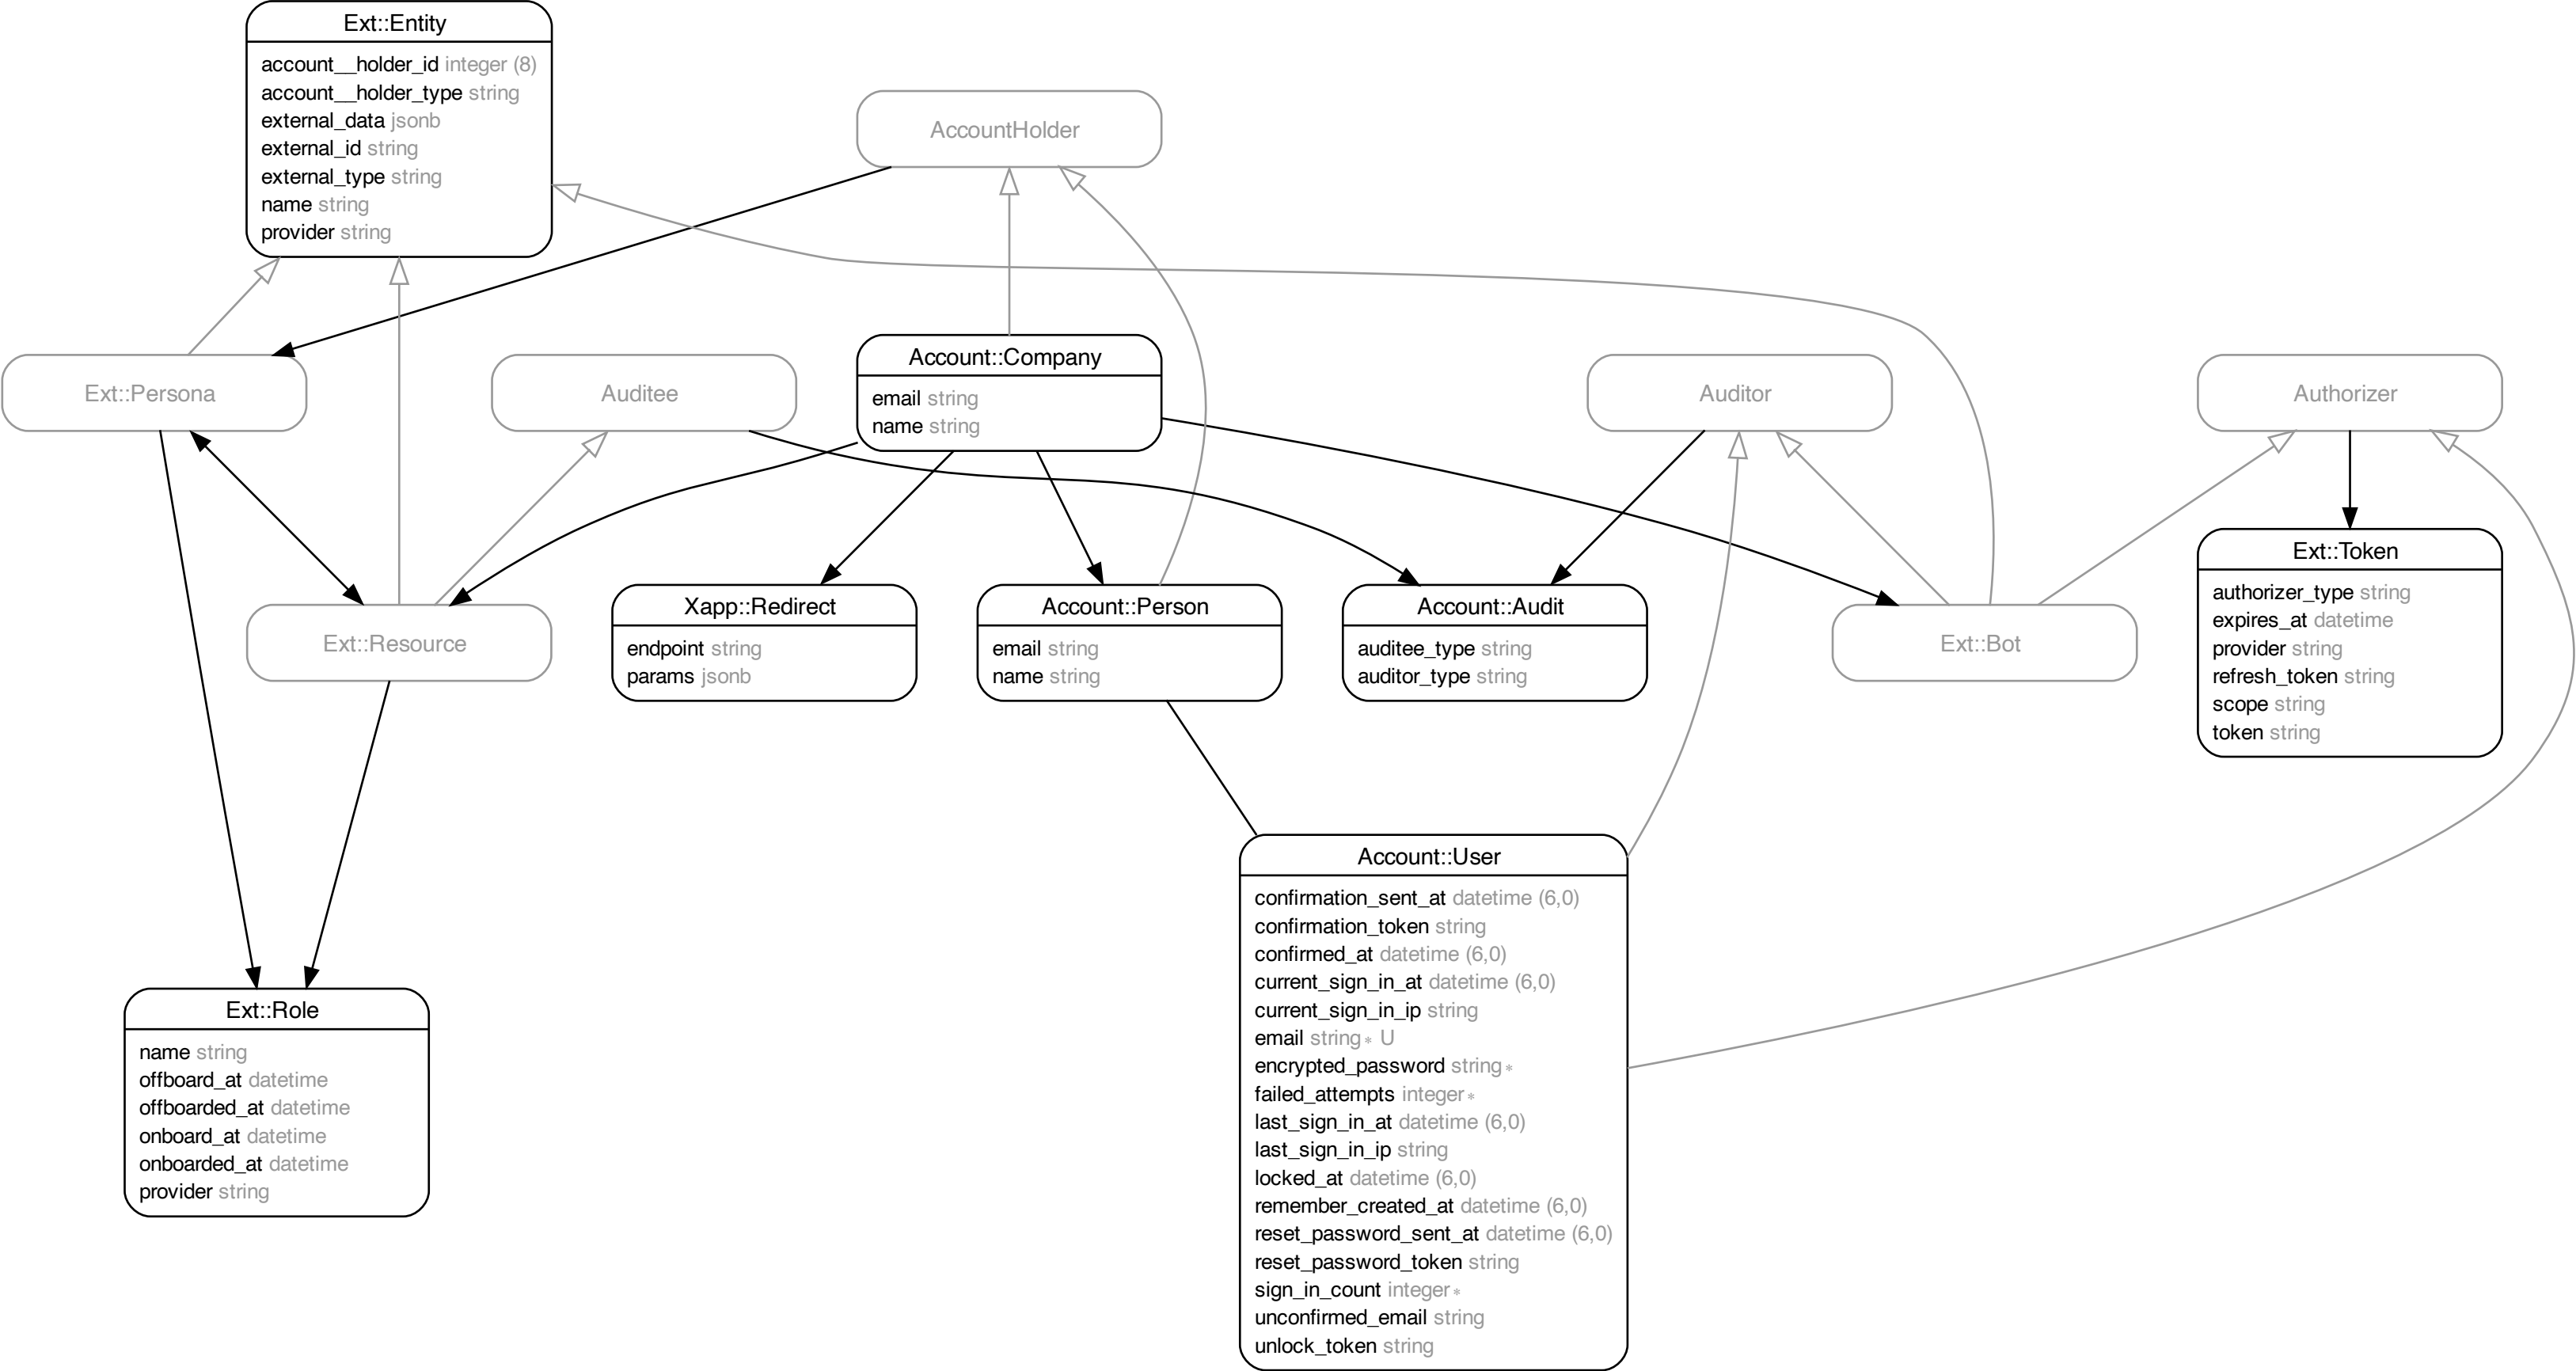 Ext::Entity
account__holder_id integer (8)
account__holder_type string
external_data jsonb
external_id string
external_type string
name string
provider string
AccountHolder
Ext::Persona
Auditee
Account::Company
email string
name string
Auditor
Authorizer
Ext::Resource
Xapp::Redirect
endpoint string
params jsonb
Account::Person
email string
name string
Account::Audit
auditee_type string
auditor_type string
Ext::Bot
Ext::Token
authorizer_type string
expires_at datetime
provider string
refresh_token string
scope string
token string
Ext::Role
name string
offboard_at datetime
offboarded_at datetime
onboard_at datetime
onboarded_at datetime
provider string
Account::User
confirmation_sent_at datetime (6,0)
confirmation_token string
confirmed_at datetime (6,0)
current_sign_in_at datetime (6,0)
current_sign_in_ip string
email string∗ U
encrypted_password string∗
failed_attempts integer∗
last_sign_in_at datetime (6,0)
last_sign_in_ip string
locked_at datetime (6,0)
remember_created_at datetime (6,0)
reset_password_sent_at datetime (6,0)
reset_password_token string
sign_in_count integer∗
unconfirmed_email string
unlock_token string